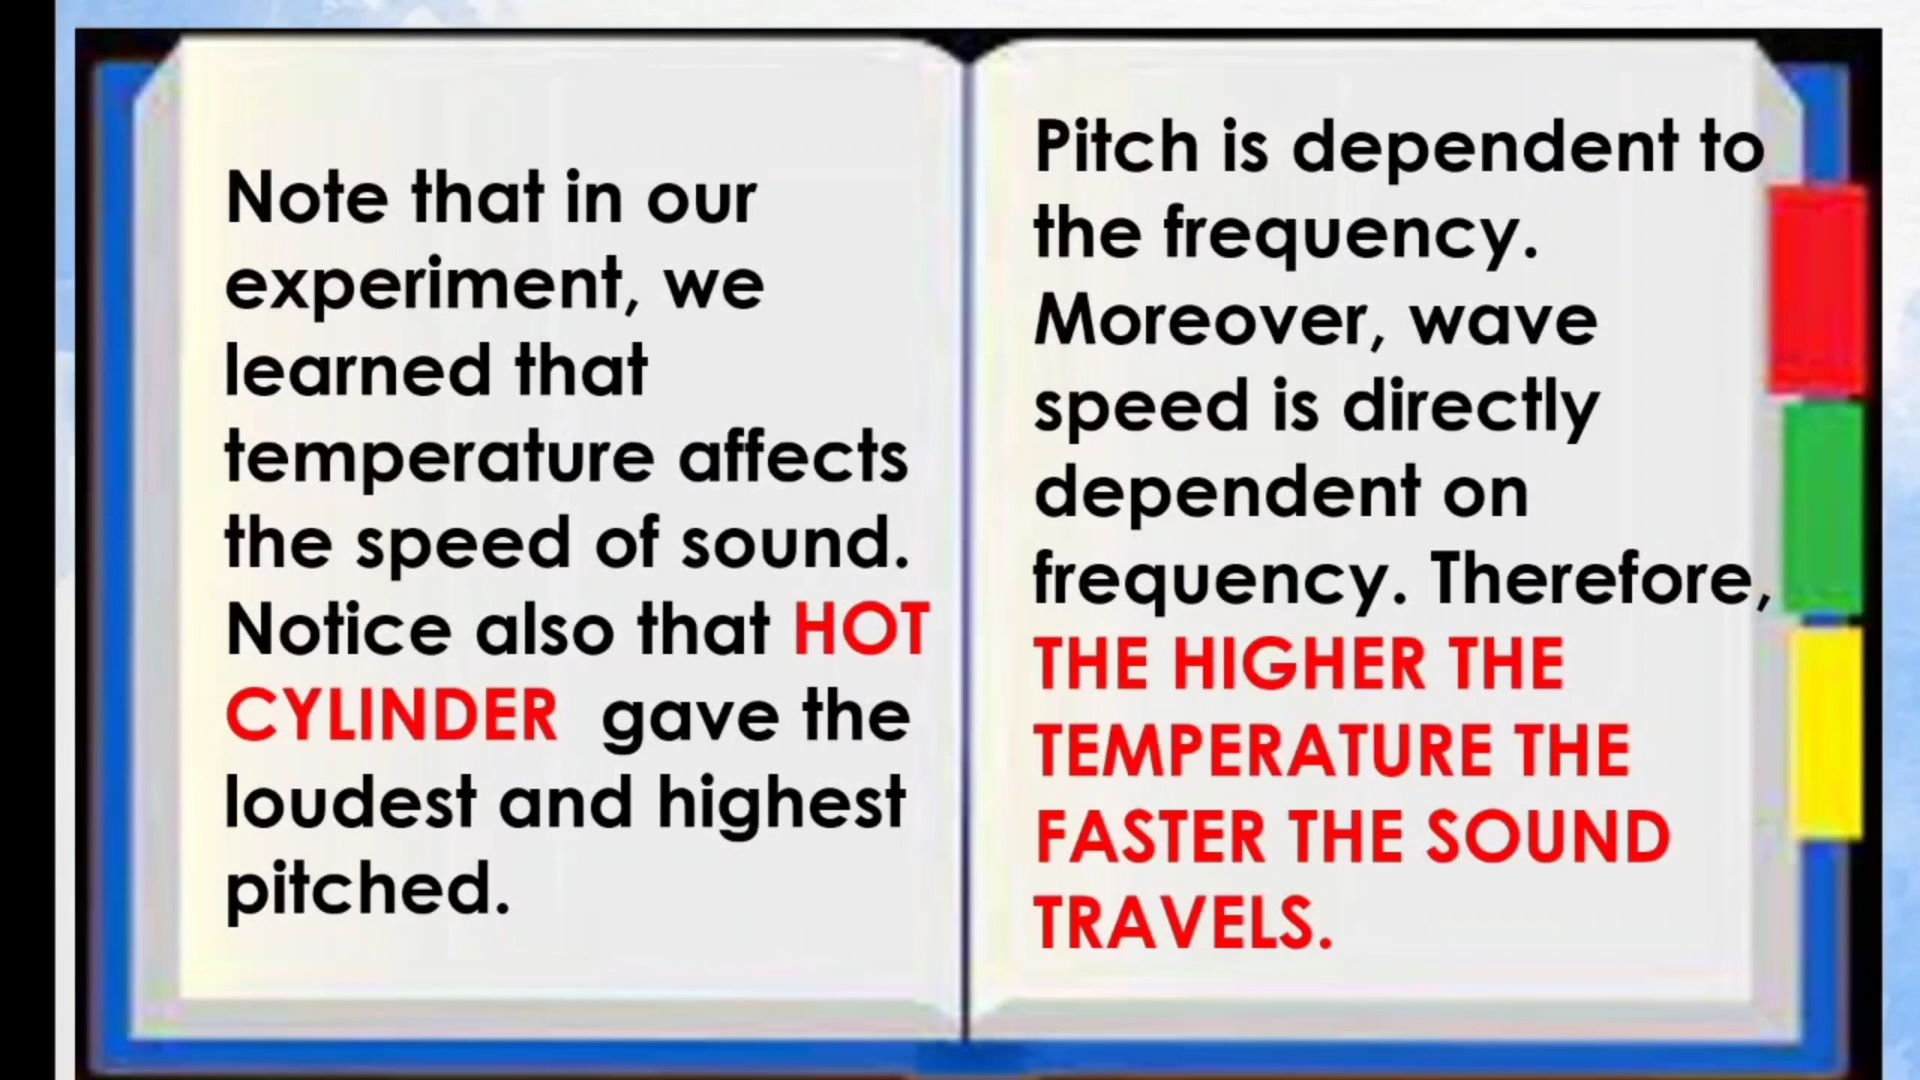 Note that in our
experiment, we
learned that
temperature affects
the speed of sound.
Notice also that HOT
CYLINDER gave the
loudest and highest
pitched.
Pitch is dependent to
the frequency.
Moreover, wave
speed is directly
dependent on
frequency. Therefore,
THE HIGHER THE
TEMPERATURE THE
FASTER THE SOUND
TRAVELS.